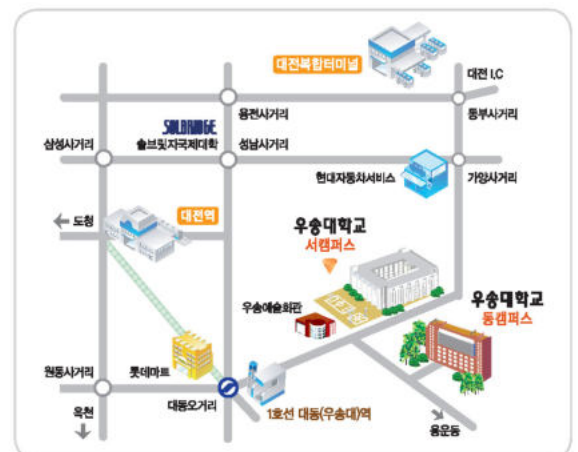 대전복합터미널
대전 I.C
용전사거리
동부사거리
SOLBRIDGE
솔브릿지국제대학
삼성사거리
성남사거리
현대자동차서비스
가양사거리
대전역
도청
우송대학교
서캠퍼스
우송예술회관
우송대학교
동캠퍼스
원동사거리
롯데마트
대동오거리
1호선 대동(우송대)역
옥천
용운동